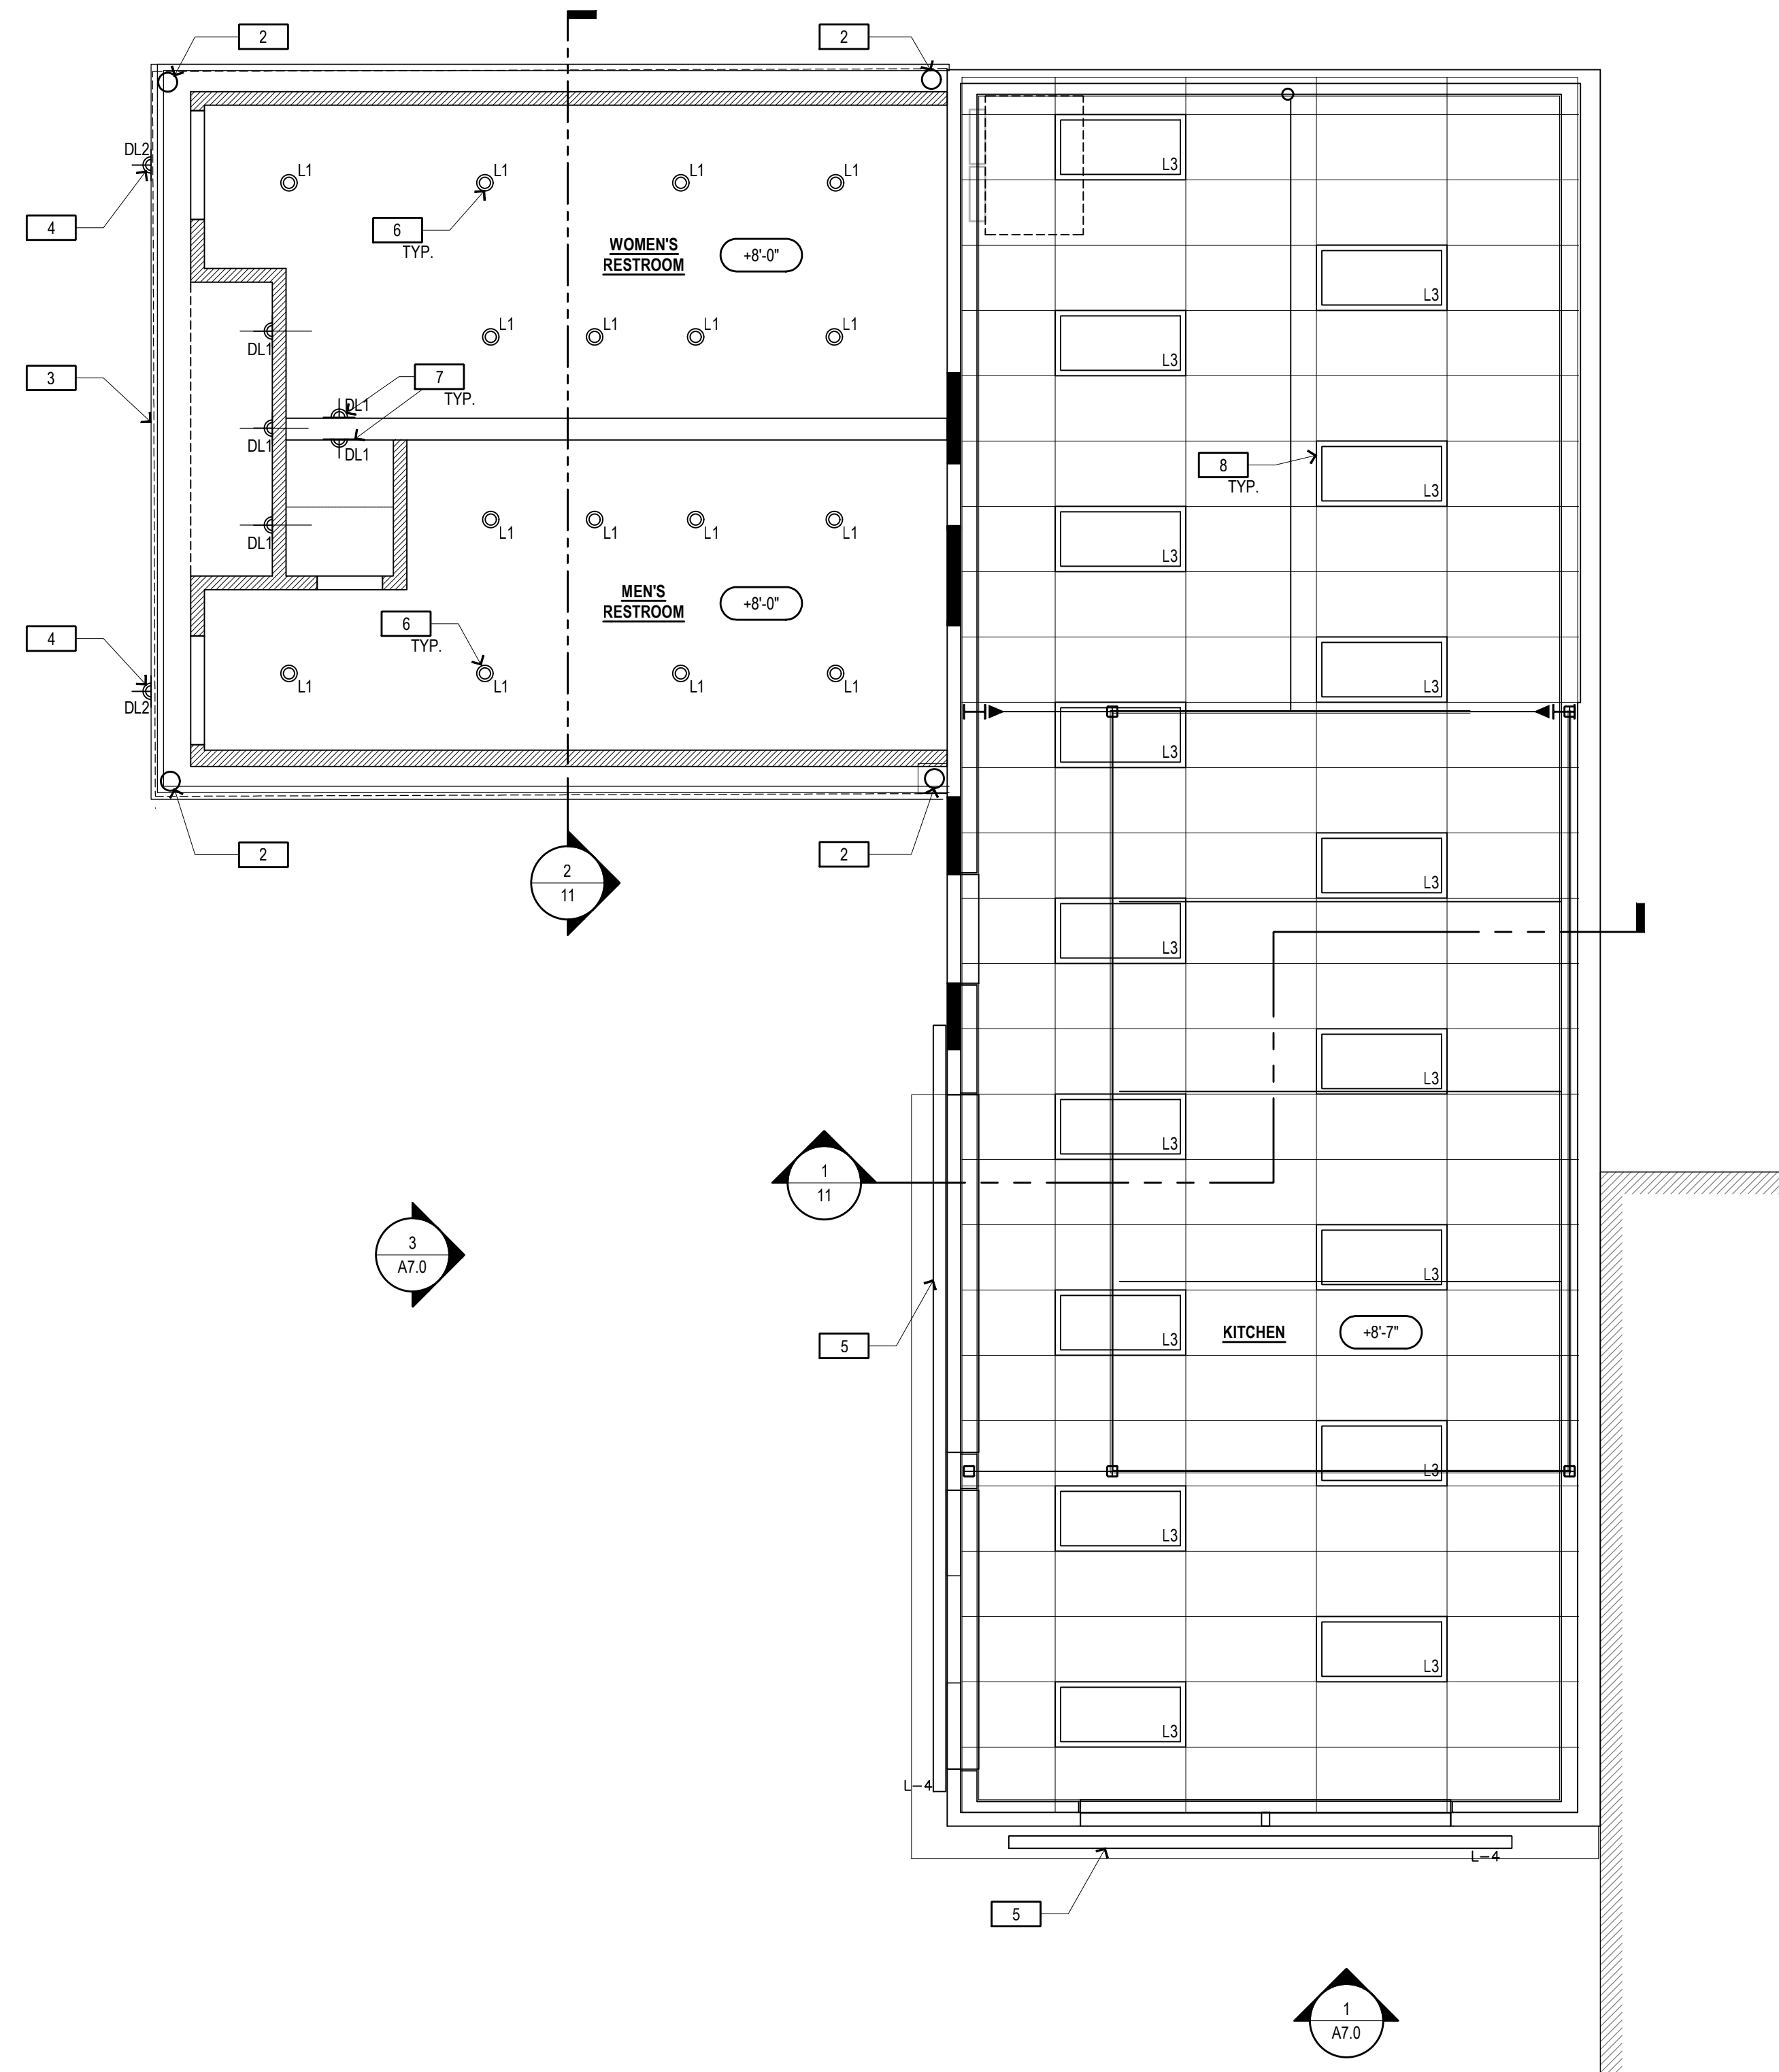 2
2
DL2
L1
L1
L1
L1
4
6
TYP.
WOMEN'S
RESTROOM
+8'-0"
L3
L3
L1
L1
L1
L1
DL1
L3
3
7
TYP.
DL1
DL1
DL1
8
TYP.
L3
L1
L1
L1
L1
DL1
L3
MEN'S
RESTROOM
+8'-0"
6
TYP.
4
L1
L1
L1
L1
DL2
L3
L3
2
2
2
11
L3
L3
L3
L3
1
11
3
A7.0
L3
5
KITCHEN
+8'-7"
L3
L3
L3
L3
L3
L-4
L-4
5
1
A7.0